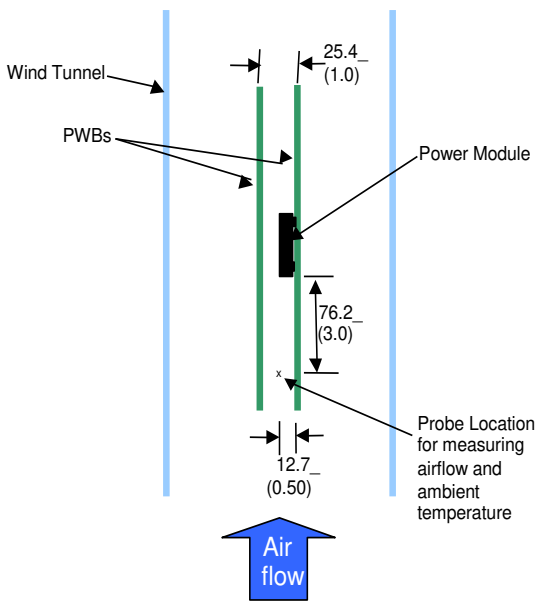 25.4_
(1.0)
Wind Tunnel
PWBs
Power Module
76.2_
(3.0)
x
Probe Location
for measuring
airflow and
ambient
temperature
12.7_
(0.50)
Air
flow